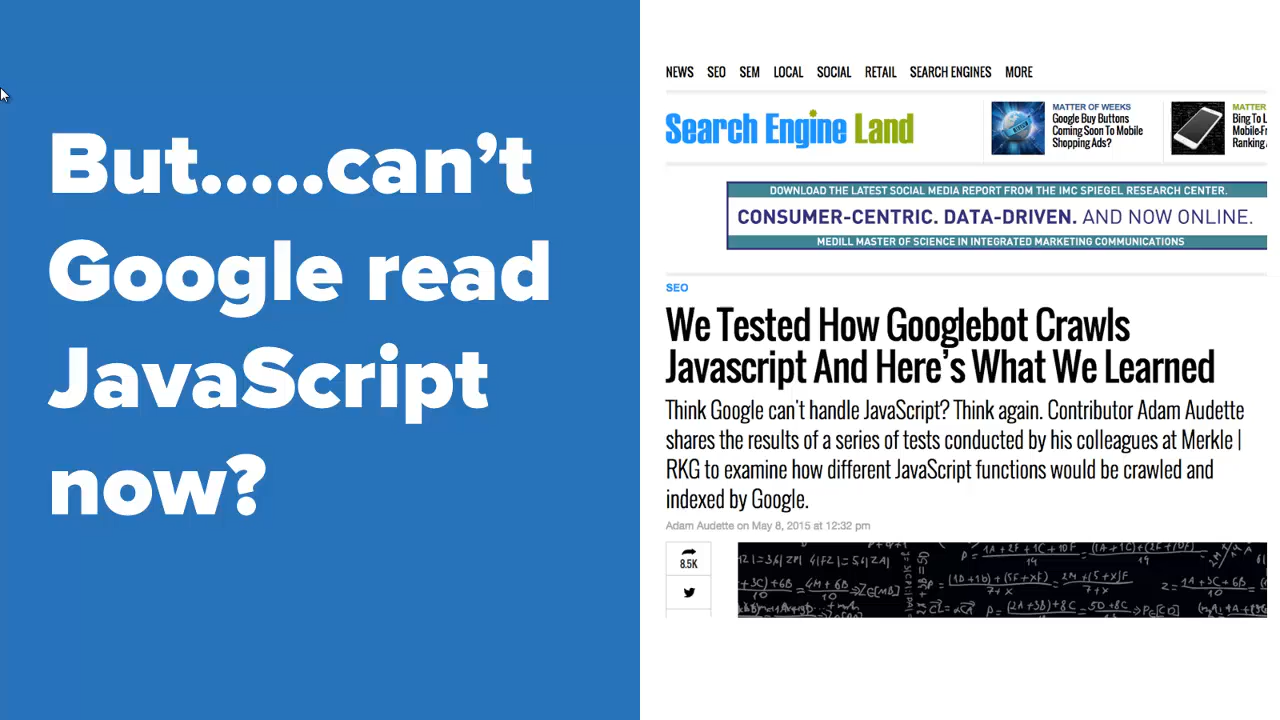 But.....can't
Google read
JavaScript
now?
NEWS SEO SEM LOCAL SOCIAL RETAIL SEARCH ENGINES MORE
Search Engine Land
MATTER OF WEEKS
Google Buy Buttons
Coming Soon To Mobile
Shopping Ads?
MATTER
Bing To L
Mobile-Fr
Ranking
DOWNLOAD THE LATEST SOCIAL MEDIA REPORT FROM THE IMC SPIEGEL RESEARCH CENTER.
CONSUMER-CENTRIC. DATA-DRIVEN. AND NOW ONLINE.
MEDILL MASTER OF SCIENCE IN INTEGRATED MARKETING COMMUNICATIONS
SEO
We Tested How Googlebot Crawls
Javascript And Here's What We Learned
Think Google can't handle JavaScript? Think again. Contributor Adam Audette
shares the results of a series of tests conducted by his colleagues at Merkle |
RKG to examine how different JavaScript functions would be crawled and
indexed by Google.
Adam Audette on May 8, 2015 at 12:32 pm
8.5K